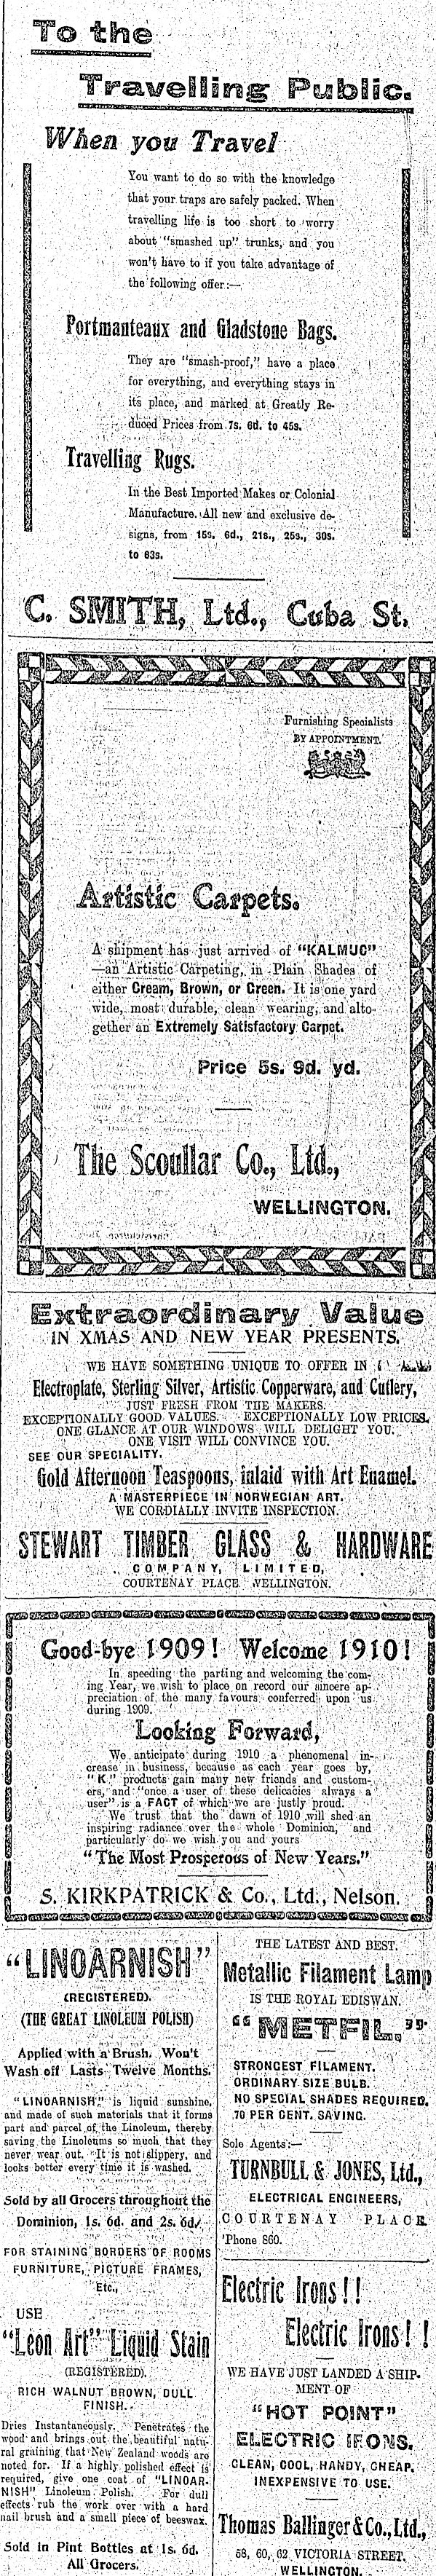 To the
Travelling Public.
When you Travel
You want to do so with the knowledge
that your traps are safely packed. When
travelling life is too short to worry
about "smashed up" trunks, and you
won't have to if you take advantage of
the following offer:—
Portmanteaux and Gladstone Bags.
They are "smash-proof," have a place
for everything, and everything stays in
its place, and marked at Greatly Re-
duced Prices from 7s. 6d. to 45s.
Travelling Rugs.
In the Best Imported Makes or Colonial
Manufacture. All new and exclusive de-
signs, from 15s. 6d., 21s., 25s., 30s.
to 63s.
C. SMITH, Ltd., Cuba St.
Furnishing Specialists
BY APPOINTMENT.
Artistic Carpets.
A shipment has just arrived of "KALMUC"
—an Artistic Carpeting, in Plain Shades of
either Cream, Brown, or Green. It is one yard
wide, most durable, clean wearing, and alto-
gether an Extremely Satisfactory Carpet.
Price 5s. 9d. yd.
The Scoullar Co., Ltd.,
WELLINGTON.
Extraordinary Value
IN XMAS AND NEW YEAR PRESENTS.
WE HAVE SOMETHING UNIQUE TO OFFER IN
Electroplate, Sterling Silver, Artistic Copperware, and Cutlery,
JUST FRESH FROM THE MAKERS.
EXCEPTIONALLY GOOD VALUES. EXCEPTIONALLY LOW PRICES.
ONE GLANCE AT OUR WINDOWS WILL DELIGHT YOU.
ONE VISIT WILL CONVINCE YOU.
SEE OUR SPECIALITY.
Gold Afternoon Teaspoons, inlaid with Art Enamel.
A MASTERPIECE IN NORWEGIAN ART.
WE CORDIALLY INVITE INSPECTION.
STEWART TIMBER GLASS & HARDWARE
COMPANY, LIMITED,
COURTENAY PLACE WELLINGTON.
Good-bye 1909! Welcome 1910!
In speeding the parting and welcoming the com-
ing Year, we wish to place on record our sincere ap-
preciation of the many favours conferred upon us
during 1909.
Looking Forward,
We anticipate during 1910 a phenomenal in-
crease in business, because as each year goes by,
"K" products gain many new friends and custom-
ers, and "once a user of these delicacies always a
user" is a FACT of which we are justly proud.
We trust that the dawn of 1910 will shed an
inspiring radiance over the whole Dominion, and
particularly do we wish you and yours
"The Most Prosperous of New Years."
S. KIRKPATRICK & Co., Ltd., Nelson.
"LINOARNISH"
(REGISTERED).
(THE GREAT LINOLEUM POLISH)
Applied with a Brush. Won't
Wash off Lasts Twelve Months.
"LINOARNISH" is liquid sunshine,
and made of such materials that it forms
part and parcel of the Linoleum, thereby
saving the Linoleums so much that they
never wear out. It is not slippery, and
looks better every time it is washed.
Sold by all Grocers throughout the
Dominion, 1s. 6d. and 2s. 6d.
FOR STAINING BORDERS OF ROOMS
FURNITURE, PICTURE FRAMES,
Etc.,
USE
"Leon Art" Liquid Stain
(REGISTERED).
RICH WALNUT BROWN, DULL
FINISH.
Dries Instantaneously. Penetrates the
wood and brings out the beautiful natu-
ral graining that New Zealand woods are
noted for. If a highly polished effect is
required, give one coat of "LINOAR-
NISH" Linoleum Polish. For dull
effects rub the work over with a hard
nail brush and a small piece of beeswax.
Sold in Pint Bottles at 1s. 6d.
All Grocers.
THE LATEST AND BEST.
Metallic Filament Lamp
IS THE ROYAL EDISWAN.
"METFIL."
STRONGEST FILAMENT.
ORDINARY SIZE BULB.
NO SPECIAL SHADES REQUIRED.
70 PER CENT. SAVING.
Sole Agents:—
TURNBULL & JONES, Ltd.,
ELECTRICAL ENGINEERS,
COURTENAY PLACE.
'Phone 860.
Electric Irons!!
Electric Irons!!
WE HAVE JUST LANDED A SHIP-
MENT OF
"HOT POINT"
ELECTRIC IRONS.
CLEAN, COOL, HANDY, CHEAP.
INEXPENSIVE TO USE.
Thomas Ballinger & Co., Ltd.,
58, 60, 62 VICTORIA STREET,
WELLINGTON.